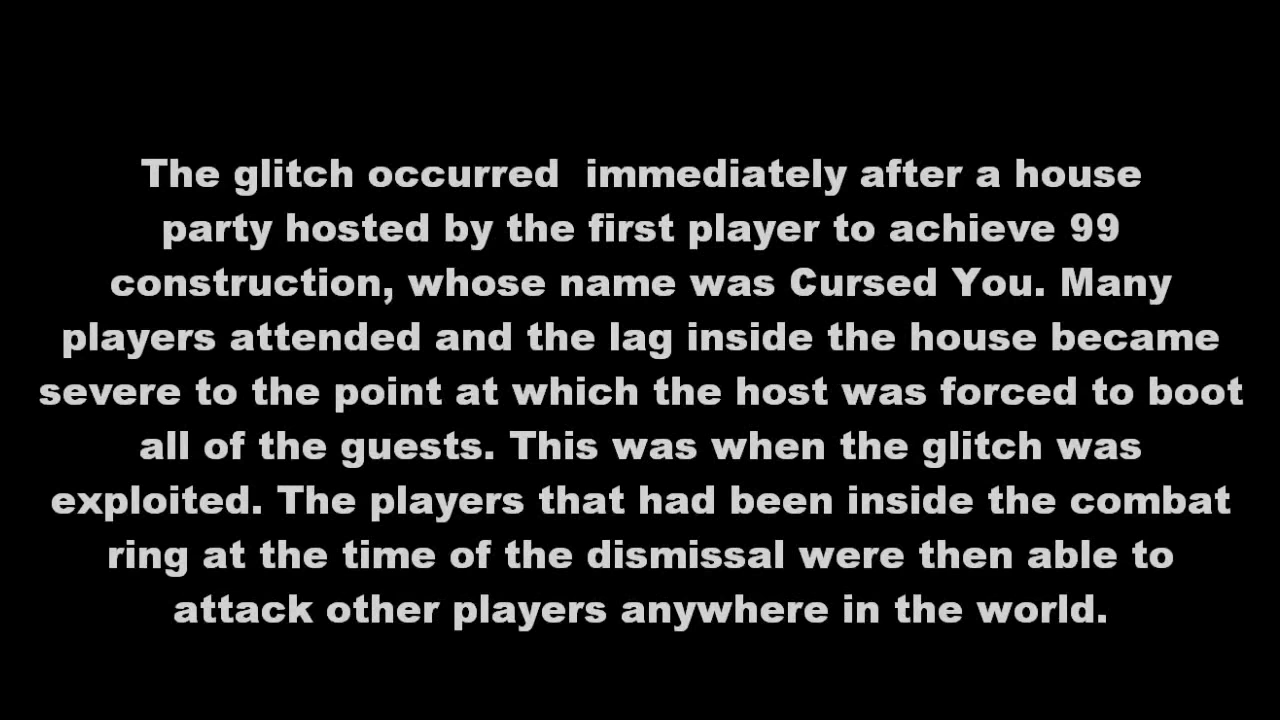 The glitch occurred  immediately after a house
party hosted by the first player to achieve 99
construction, whose name was Cursed You. Many
players attended and the lag inside the house became
severe to the point at which the host was forced to boot
all of the guests. This was when the glitch was
exploited. The players that had been inside the combat
ring at the time of the dismissal were then able to
attack other players anywhere in the world.